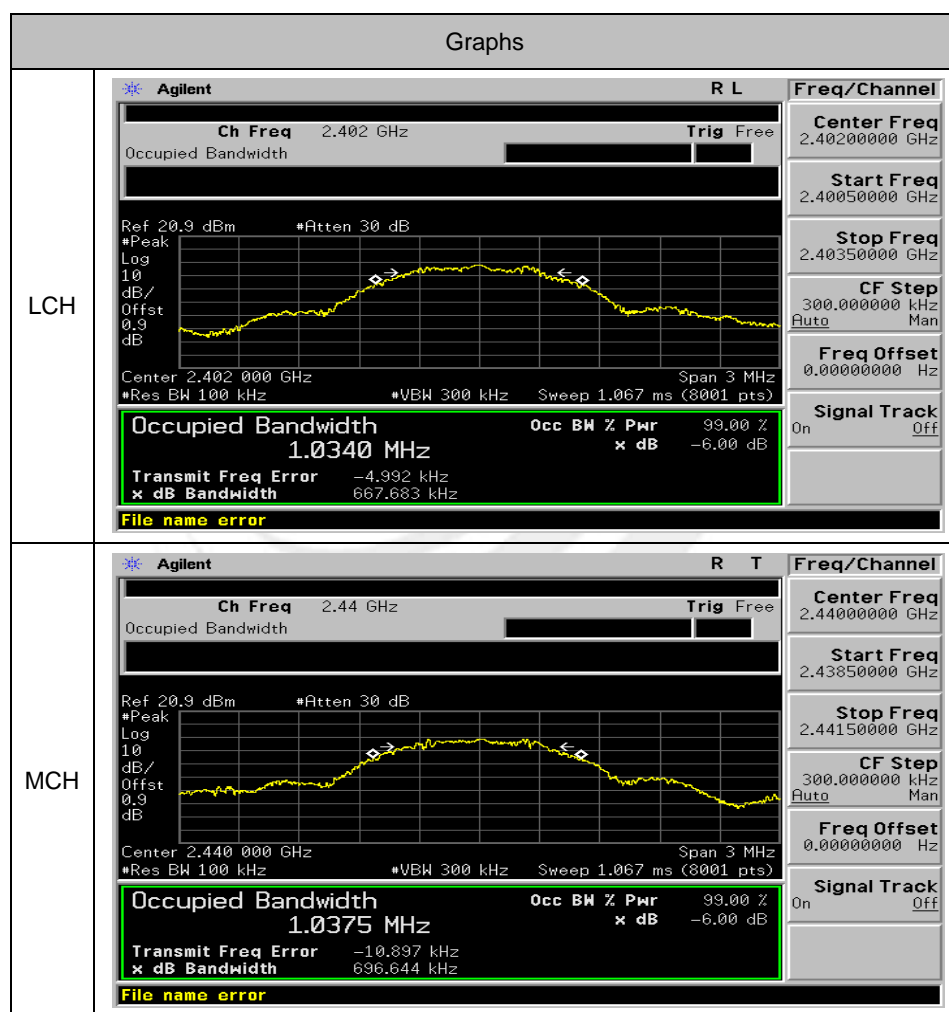 Graphs
LCH
Agilent R L Freq/Channel
Ch Freq 2.402 GHz Trig Free
Occupied Bandwidth
Center Freq
2.40200000 GHz
Start Freq
2.40050000 GHz
Stop Freq
2.40350000 GHz
CF Step
300.000000 kHz
Auto Man
Freq Offset
0.00000000 Hz
Signal Track
On Off
Ref 20.9 dBm #Atten 30 dB
#Peak
Log
10
dB/
Offst
0.9
dB
Center 2.402 000 GHz Span 3 MHz
#Res BW 100 kHz #VBW 300 kHz Sweep 1.067 ms (8001 pts)
Occupied Bandwidth Occ BW % Pwr 99.00 %
1.0340 MHz x dB -6.00 dB
Transmit Freq Error -4.992 kHz
x dB Bandwidth 667.683 kHz
File name error
MCH
Agilent R T Freq/Channel
Ch Freq 2.44 GHz Trig Free
Occupied Bandwidth
Center Freq
2.44000000 GHz
Start Freq
2.43850000 GHz
Stop Freq
2.44150000 GHz
CF Step
300.000000 kHz
Auto Man
Freq Offset
0.00000000 Hz
Signal Track
On Off
Ref 20.9 dBm #Atten 30 dB
#Peak
Log
10
dB/
Offst
0.9
dB
Center 2.440 000 GHz Span 3 MHz
#Res BW 100 kHz #VBW 300 kHz Sweep 1.067 ms (8001 pts)
Occupied Bandwidth Occ BW % Pwr 99.00 %
1.0375 MHz x dB -6.00 dB
Transmit Freq Error -10.897 kHz
x dB Bandwidth 696.644 kHz
File name error